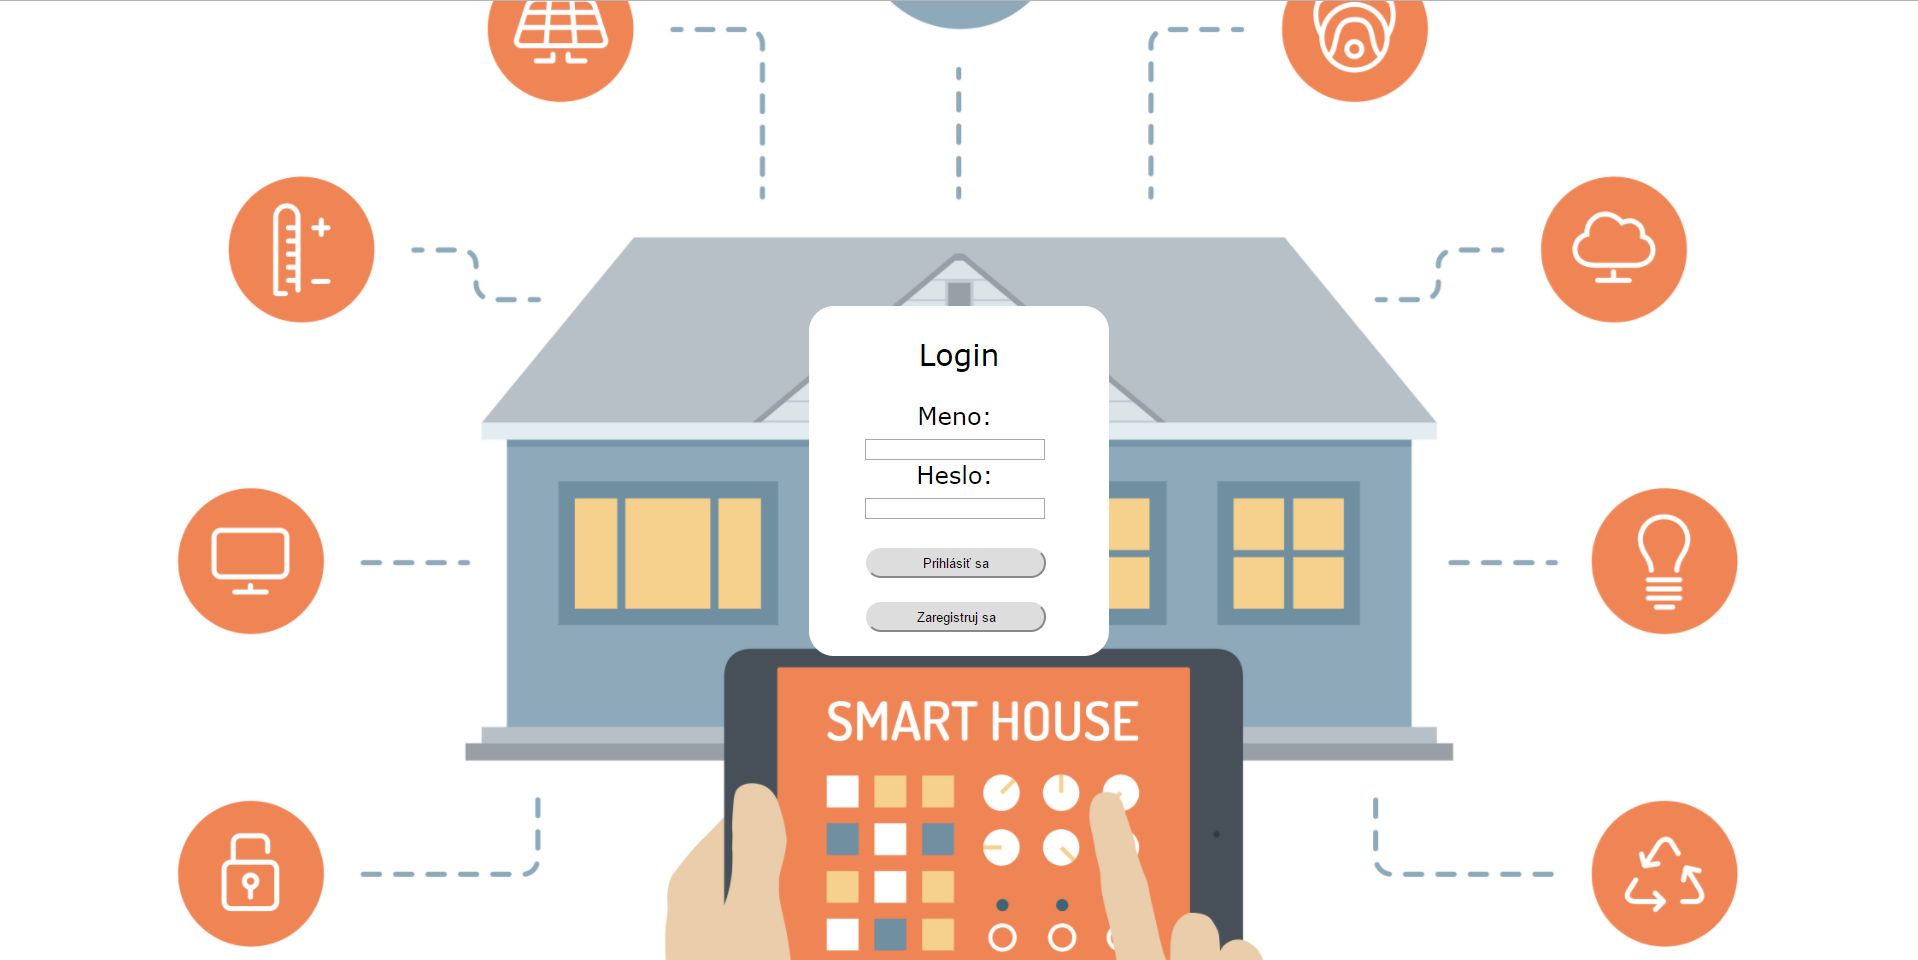 Login
Meno:
Heslo:
Prihlásiť sa
Zaregistruj sa
SMART HOUSE